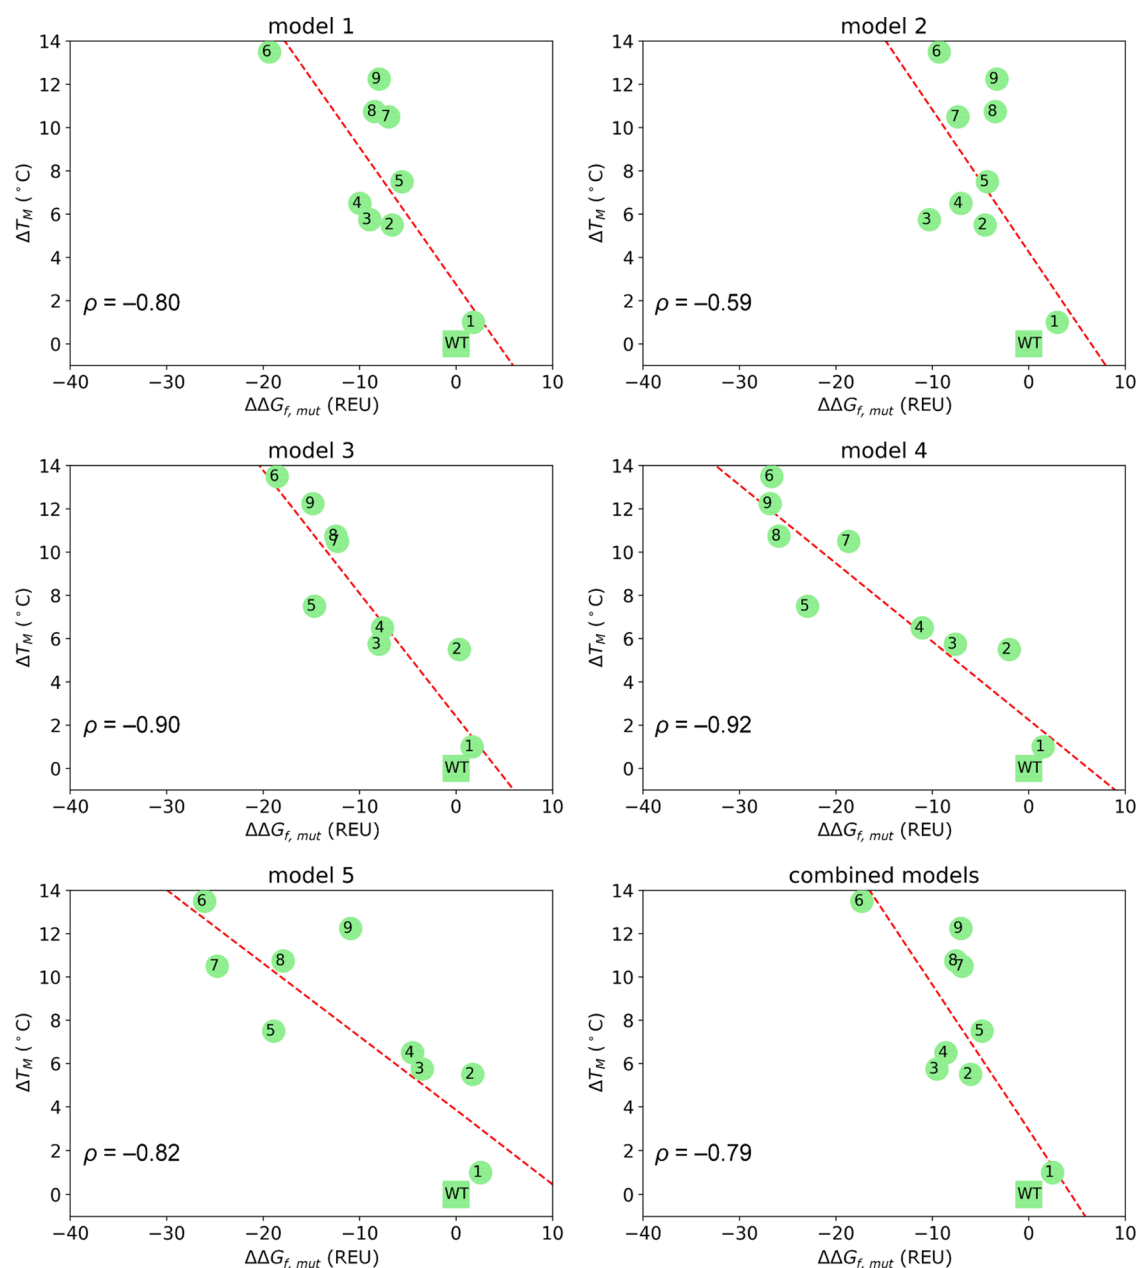 model 1
14
12
10
8
6
4
2
0
ΔT_M (°C)
6
9
8 7
5
4
3 2
1
WT
ρ = –0.80
−40 −30 −20 −10 0 10
ΔΔG_f, mut (REU)
model 2
14
12
10
8
6
4
2
0
ΔT_M (°C)
6
9
8
7
5
4
3 2
1
WT
ρ = –0.59
−40 −30 −20 −10 0 10
ΔΔG_f, mut (REU)
model 3
14
12
10
8
6
4
2
0
ΔT_M (°C)
6
9
8
7
5
4
3 2
1
WT
ρ = –0.90
−40 −30 −20 −10 0 10
ΔΔG_f, mut (REU)
model 4
14
12
10
8
6
4
2
0
ΔT_M (°C)
6
9
8 7
5
4
3 2
1
WT
ρ = –0.92
−40 −30 −20 −10 0 10
ΔΔG_f, mut (REU)
model 5
14
12
10
8
6
4
2
0
ΔT_M (°C)
6
9
8
7
5
4
3 2
1
WT
ρ = –0.82
−40 −30 −20 −10 0 10
ΔΔG_f, mut (REU)
combined models
14
12
10
8
6
4
2
0
ΔT_M (°C)
6
9
8 7
5
4
3 2
1
WT
ρ = –0.79
−40 −30 −20 −10 0 10
ΔΔG_f, mut (REU)